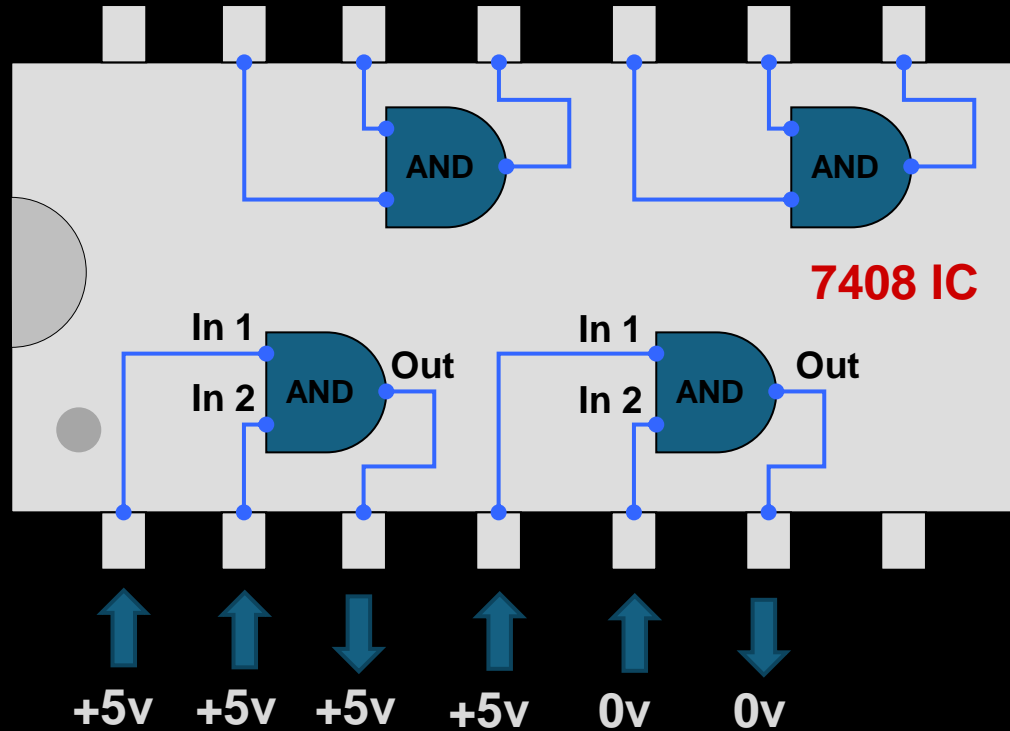 AND
AND
7408 IC
In 1
In 2
AND
Out
In 1
In 2
AND
Out
+5v
+5v
+5v
+5v
0v
0v